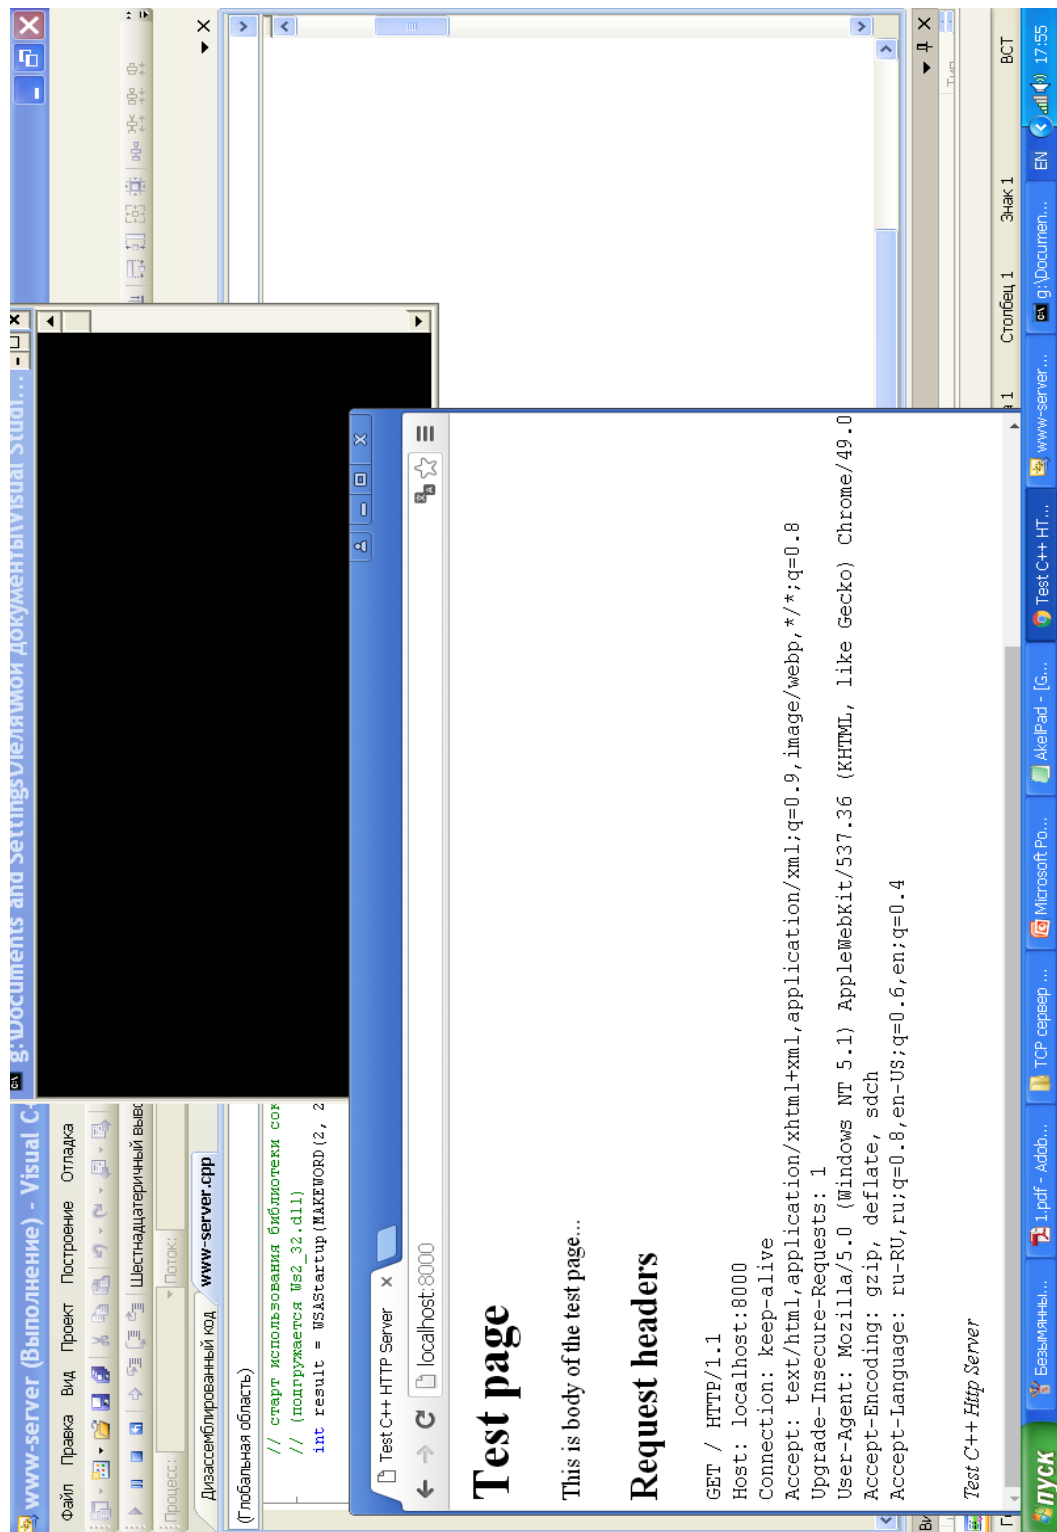 www-server (Выполнение) - Visual C+
Файл Правка Вид Проект Построение Отладка
Шестнадцатеричный выво
Процесс: Поток:
Дизассемблированный код www-server.cpp
(Глобальная область)
// старт использования библиотеки сок
// (подгружается Ws2_32.dll)
int result = WSAStartup(MAKEWORD(2, 2
g:\Documents and Settings\Леля\Мои документы\Visual Studi...
Test C++ HTTP Server
localhost:8000
Test page
This is body of the test page...
Request headers
GET / HTTP/1.1
Host: localhost:8000
Connection: keep-alive
Accept: text/html,application/xhtml+xml,application/xml;q=0.9,image/webp,*/*;q=0.8
Upgrade-Insecure-Requests: 1
User-Agent: Mozilla/5.0 (Windows NT 5.1) AppleWebKit/537.36 (KHTML, like Gecko) Chrome/49.0
Accept-Encoding: gzip, deflate, sdch
Accept-Language: ru-RU,ru;q=0.8,en-US;q=0.6,en;q=0.4
Test C++ Http Server
Столбец 1 Знак 1 ВСТ
пуск Безымянны... 1.pdf - Adob... TCP сервер ... Microsoft Po... AkelPad - [G... Test C++ HT... www-server... g:\Documen... EN 17:55